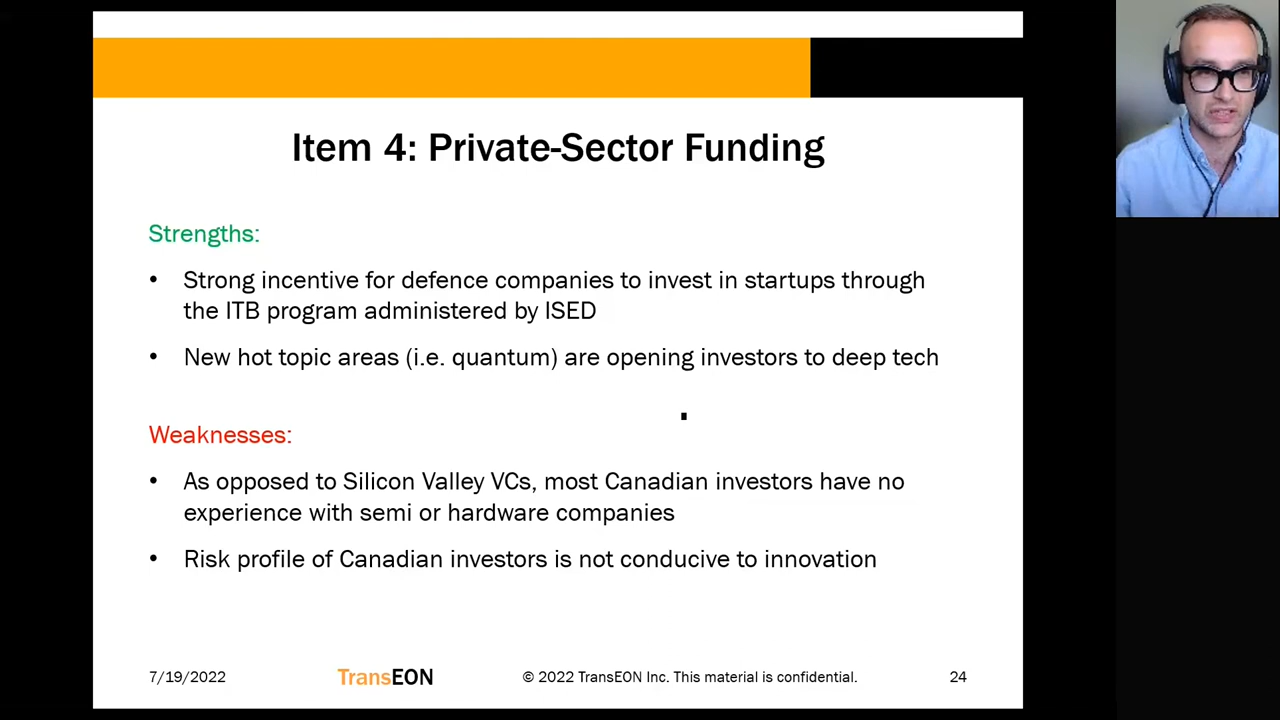 Item 4: Private-Sector Funding
Strengths:
• Strong incentive for defence companies to invest in startups through
the ITB program administered by ISED
• New hot topic areas (i.e. quantum) are opening investors to deep tech
Weaknesses:
• As opposed to Silicon Valley VCs, most Canadian investors have no
experience with semi or hardware companies
• Risk profile of Canadian investors is not conducive to innovation
7/19/2022 TransEON © 2022 TransEON Inc. This material is confidential. 24